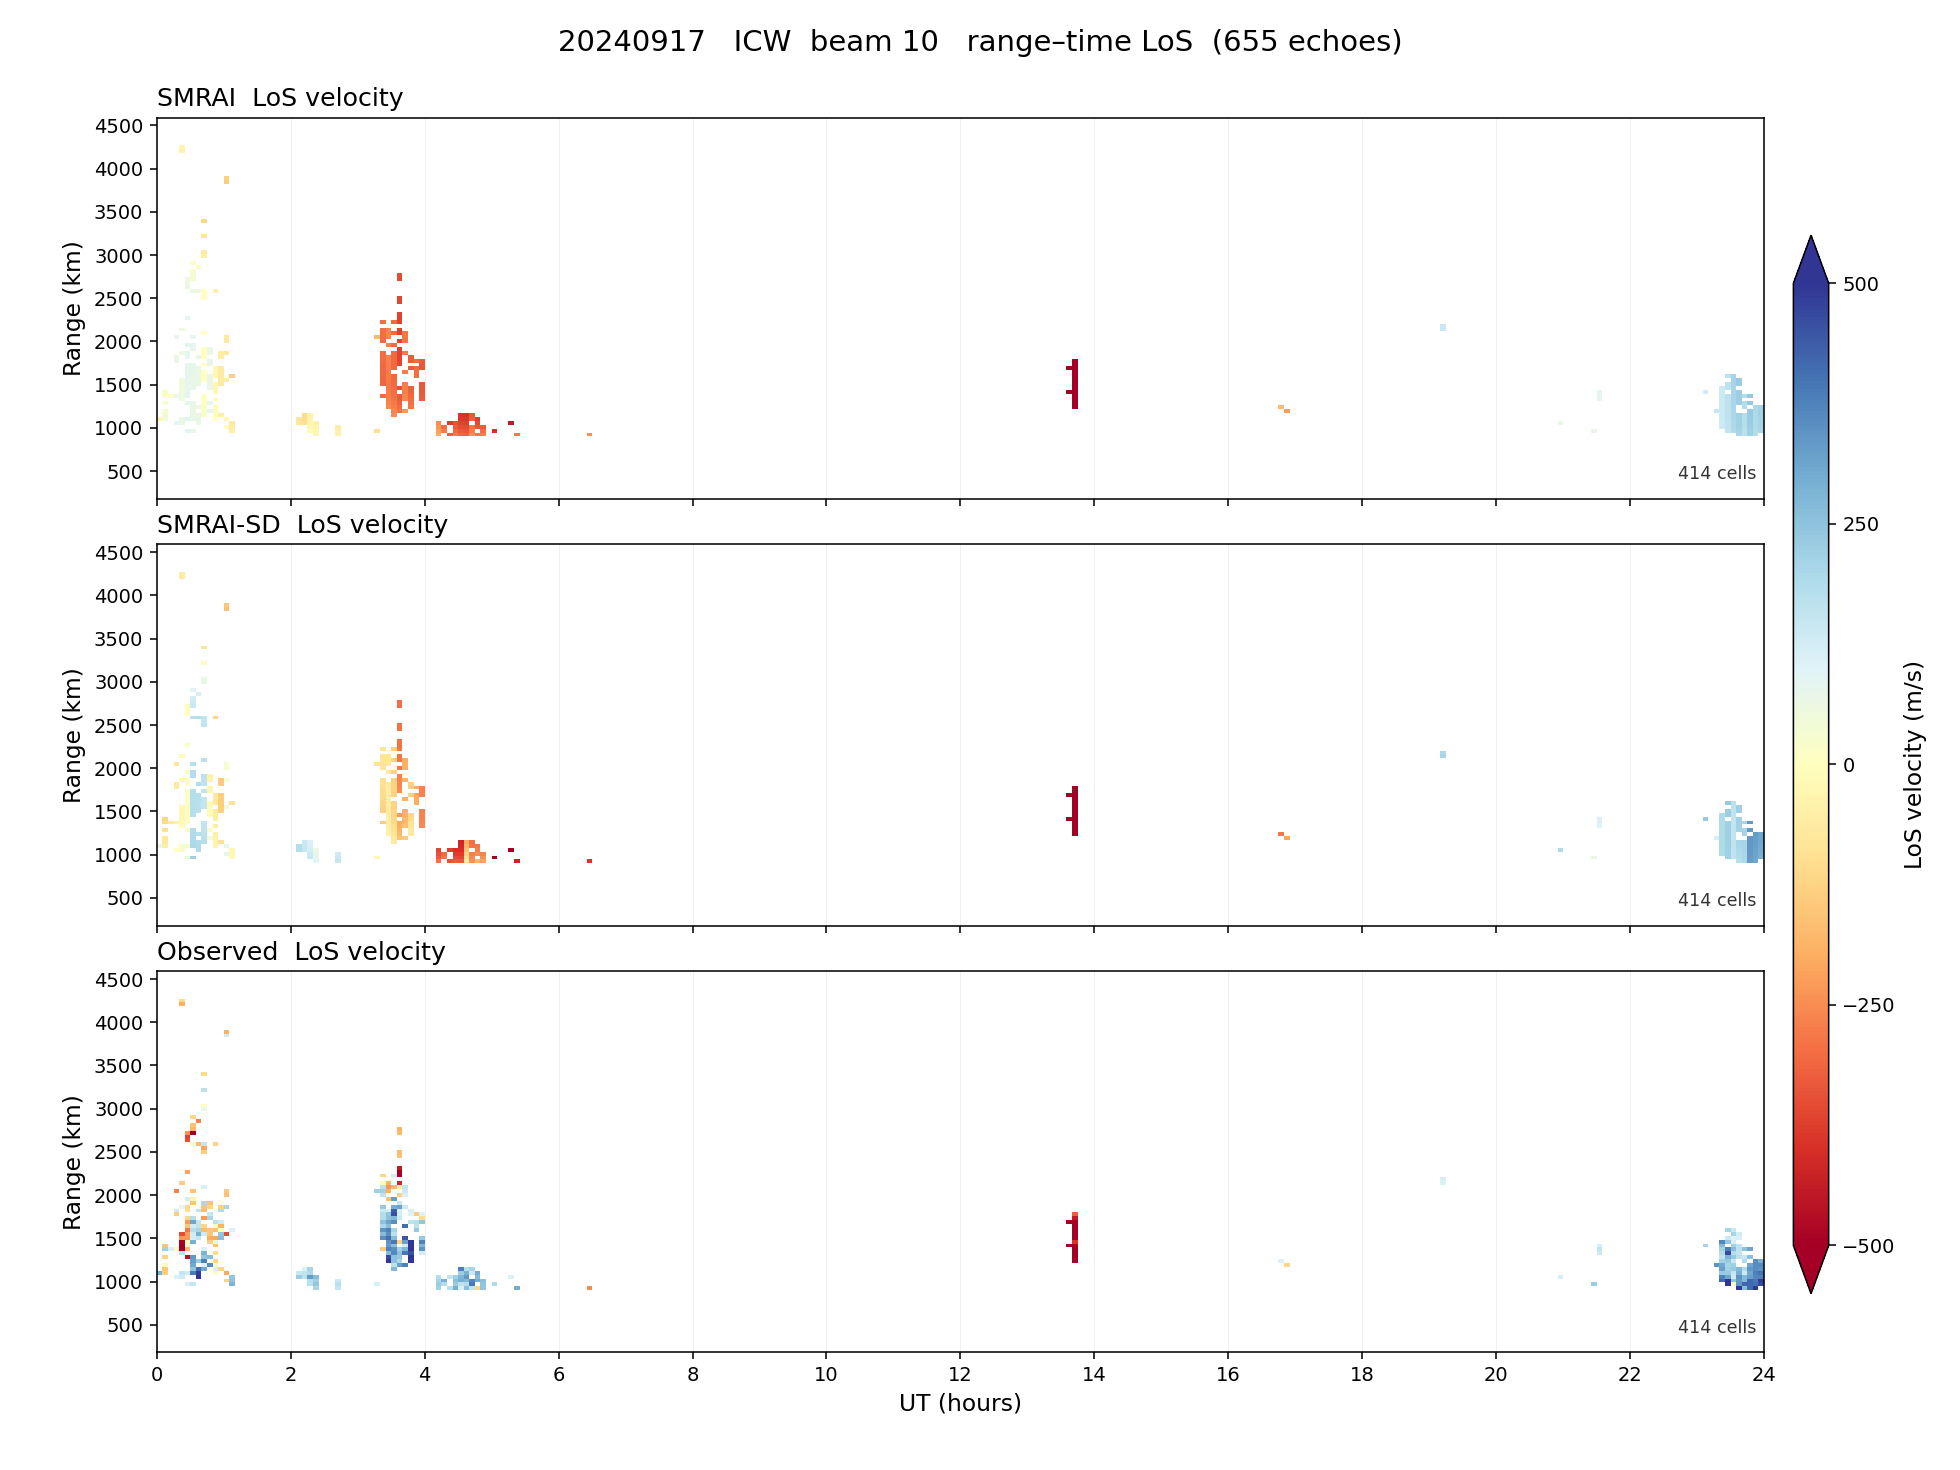 20240917   ICW  beam 10   range–time LoS  (655 echoes)
SMRAI  LoS velocity
4500
4000
3500
3000
2500
2000
1500
1000
500
Range (km)
414 cells
SMRAI-SD  LoS velocity
4500
4000
3500
3000
2500
2000
1500
1000
500
Range (km)
414 cells
Observed  LoS velocity
4500
4000
3500
3000
2500
2000
1500
1000
500
Range (km)
414 cells
0 2 4 6 8 10 12 14 16 18 20 22 24
UT (hours)
500
250
0
−250
−500
LoS velocity (m/s)